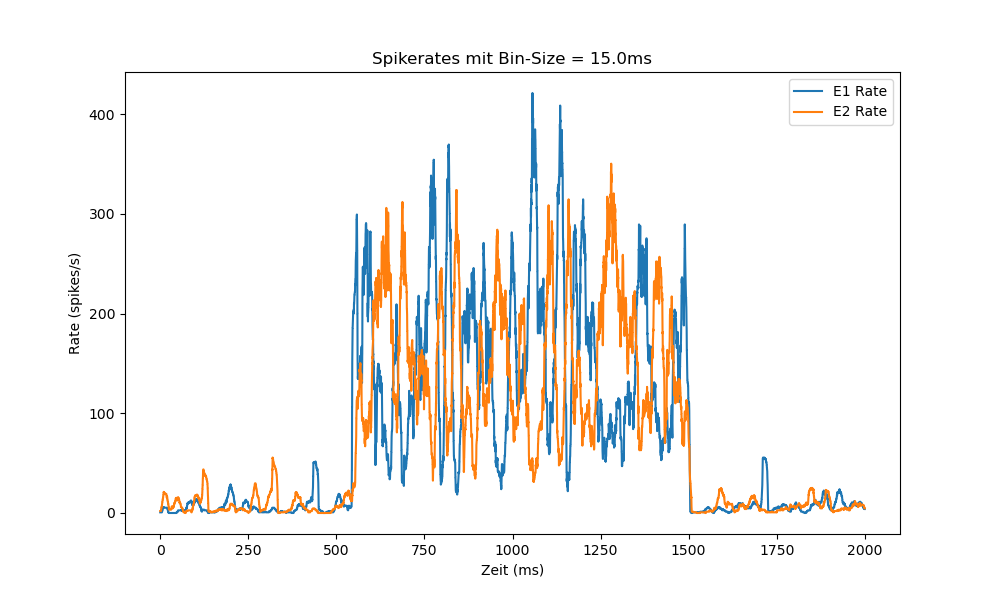 Spikerates mit Bin-Size = 15.0ms
E1 Rate
E2 Rate
400
300
200
100
0
Rate (spikes/s)
0 250 500 750 1000 1250 1500 1750 2000
Zeit (ms)